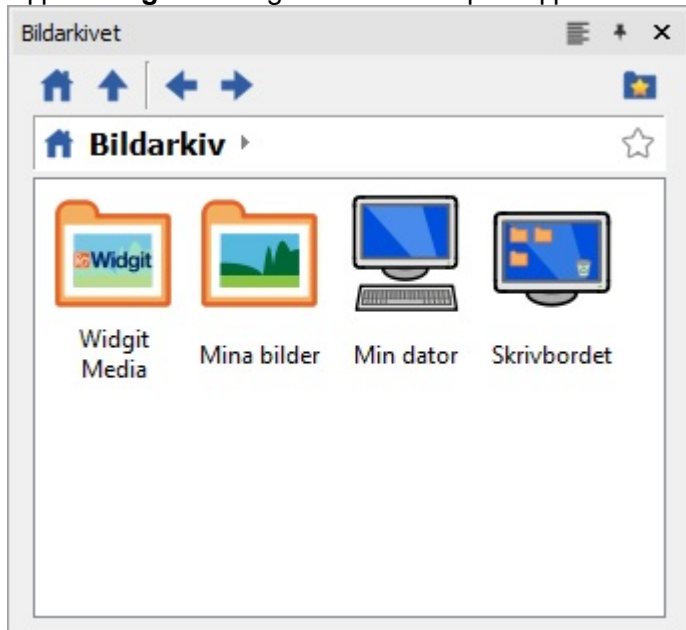 Bildarkivet
Bildarkiv
Widgit
Widgit
Media
Mina bilder
Min dator
Skrivbordet